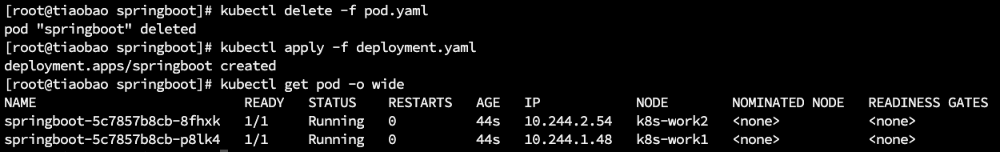 [root@tiaobao springboot]# kubectl delete -f pod.yaml
pod "springboot" deleted
[root@tiaobao springboot]# kubectl apply -f deployment.yaml
deployment.apps/springboot created
[root@tiaobao springboot]# kubectl get pod -o wide
NAME READY STATUS RESTARTS AGE IP NODE NOMINATED NODE READINESS GATES
springboot-5c7857b8cb-8fhxk 1/1 Running 0 44s 10.244.2.54 k8s-work2 <none> <none>
springboot-5c7857b8cb-p8lk4 1/1 Running 0 44s 10.244.1.48 k8s-work1 <none> <none>